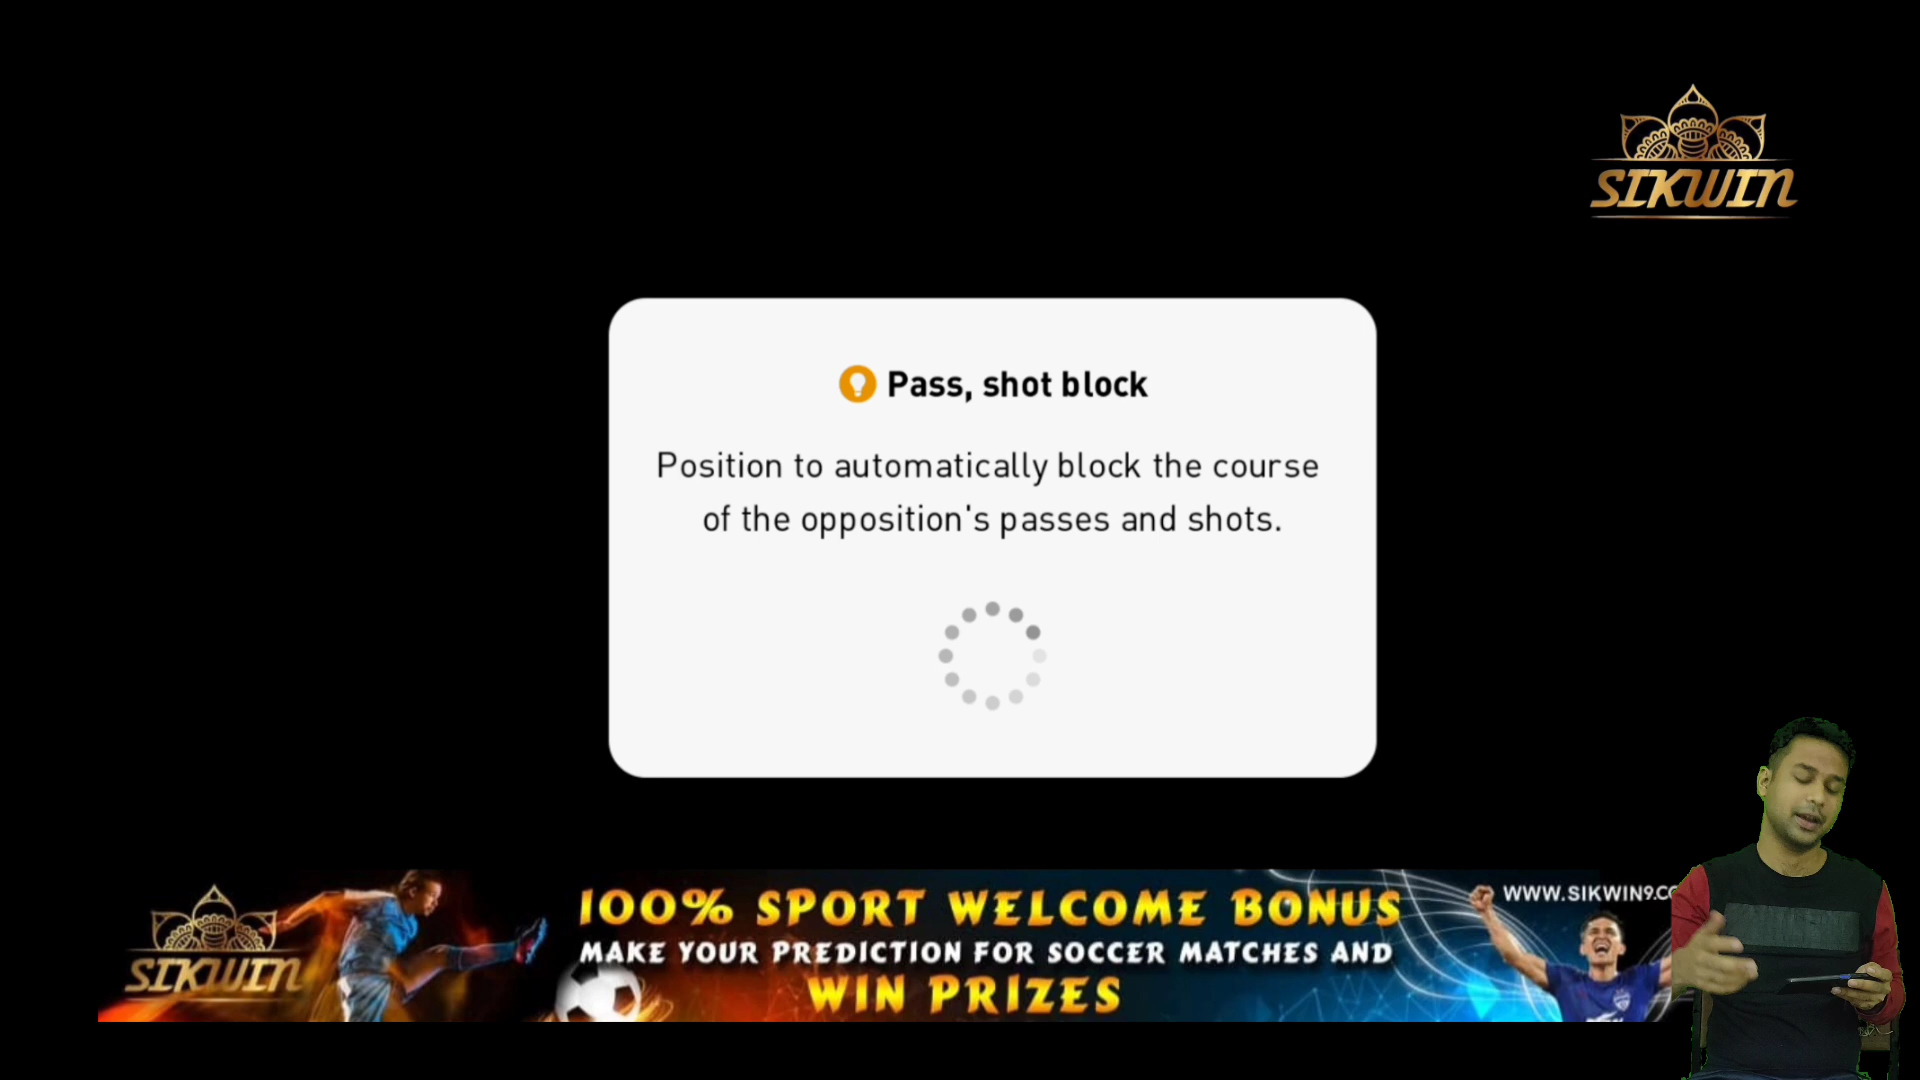 SIKWIN
Pass, shot block
Position to automatically block the course
of the opposition's passes and shots.
SIKWIN
100% SPORT WELCOME BONUS
MAKE YOUR PREDICTION FOR SOCCER MATCHES AND
WIN PRIZES
WWW.SIKWIN9.CO